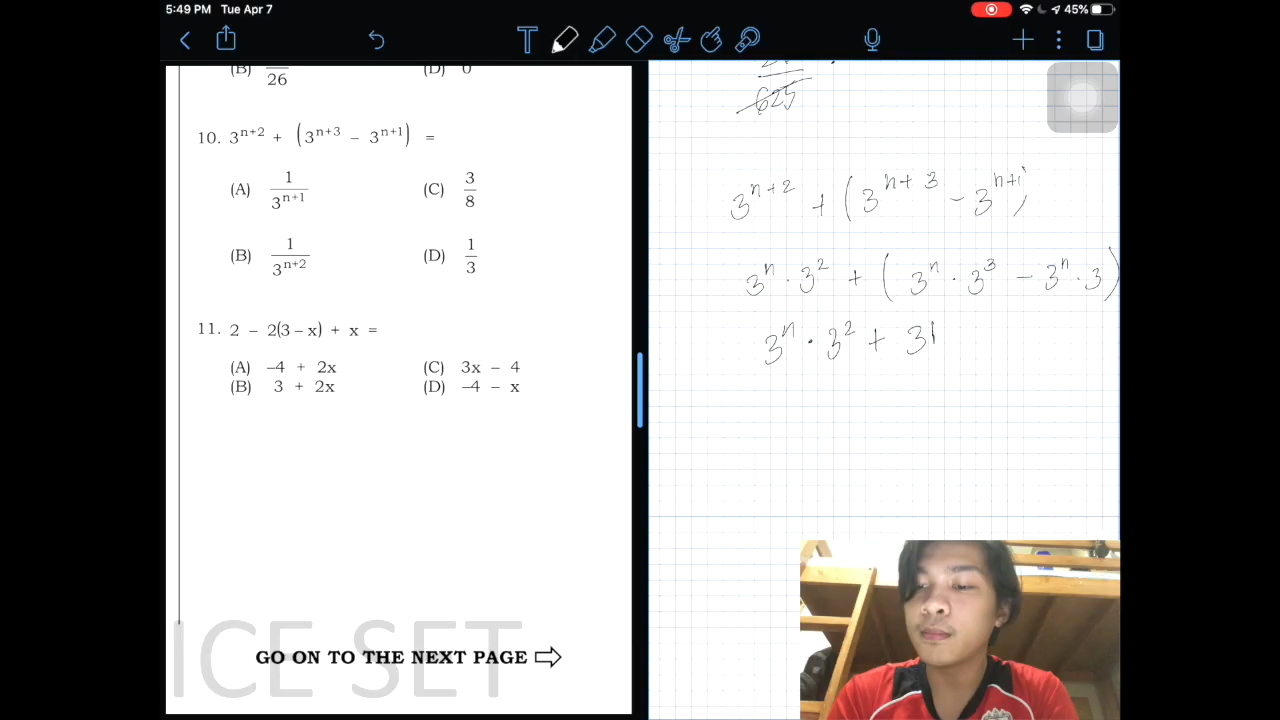 5:49 PM Tue Apr 7
45%
(B) 26 (D) 0
10. 3^{n+2} + (3^{n+3} – 3^{n+1}) =
(A) 1/3^{n+1} (C) 3/8
(B) 1/3^{n+2} (D) 1/3
11. 2 – 2(3 – x) + x =
(A) –4 + 2x (C) 3x – 4
(B) 3 + 2x (D) –4 – x
ICE SET
GO ON TO THE NEXT PAGE
625
3^{n+2} + (3^{n+3} – 3^{n+1})
3^n · 3^2 + (3^n · 3^3 – 3^n · 3)
3^n · 3^2 + 3